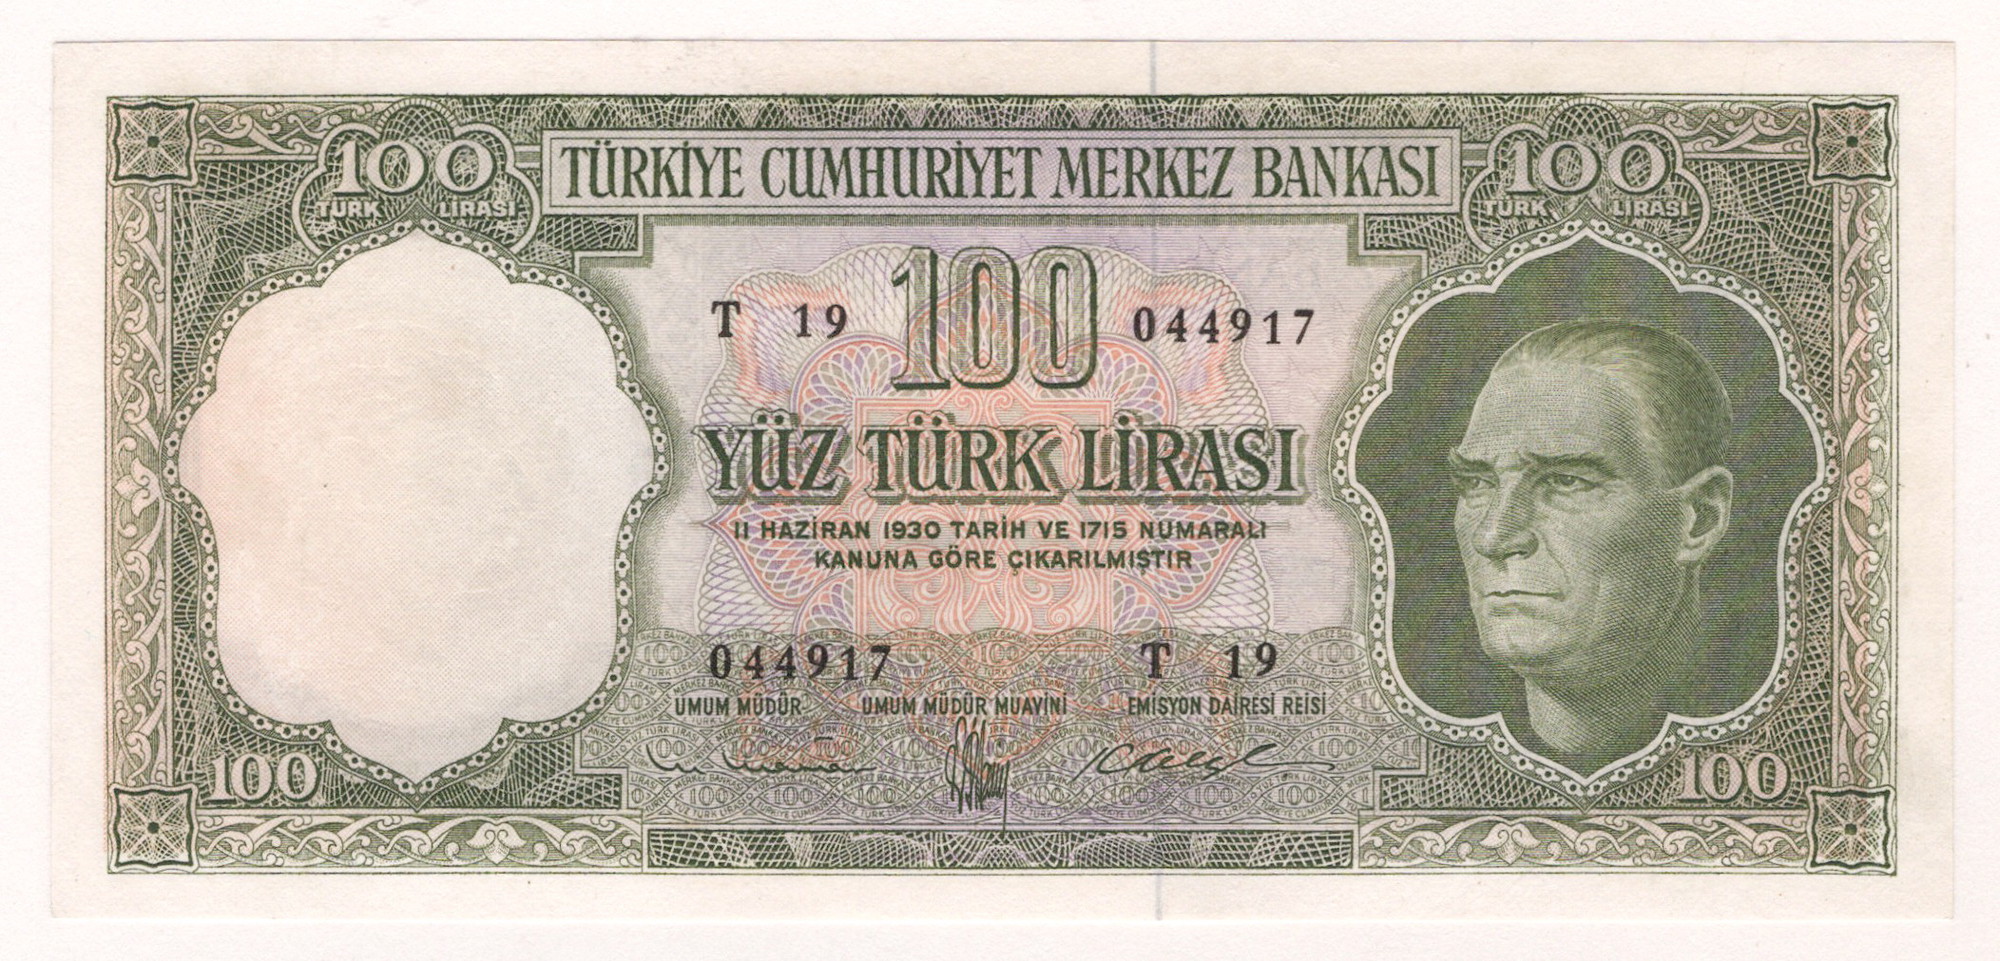 100
TÜRK LİRASI
TÜRKİYE CUMHURİYET MERKEZ BANKASI
100
TÜRK LİRASI
T 19
100
044917
YÜZ TÜRK LİRASI
11 HAZİRAN 1930 TARİH VE 1715 NUMARALI
KANUNA GÖRE ÇIKARILMIŞTIR
044917
T 19
UMUM MÜDÜR
UMUM MÜDÜR MUAVİNİ
EMİSYON DAİRESİ REİSİ
100
100